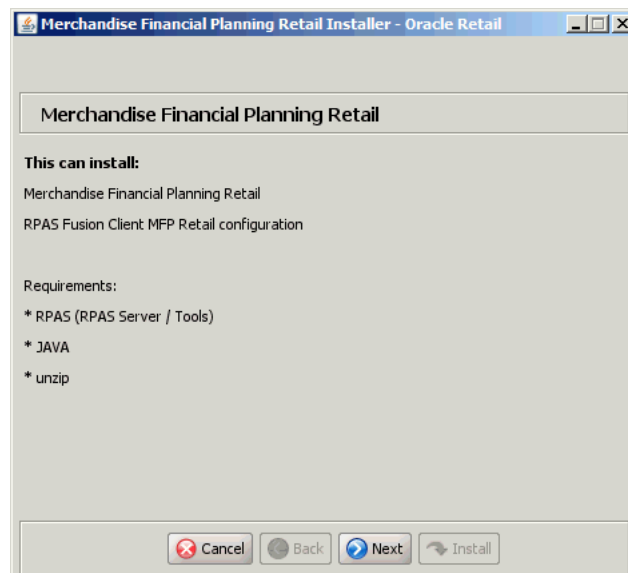 Merchandise Financial Planning Retail Installer - Oracle Retail
Merchandise Financial Planning Retail
This can install:
Merchandise Financial Planning Retail
RPAS Fusion Client MFP Retail configuration
Requirements:
* RPAS (RPAS Server / Tools)
* JAVA
* unzip
Cancel Back Next Install